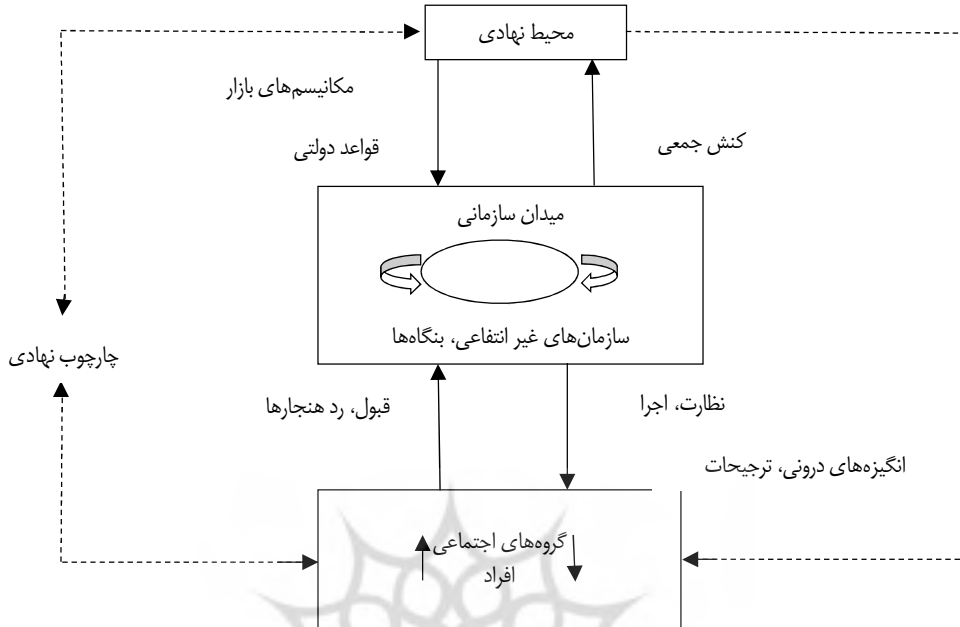 محیط نهادی
مکانیسم‌های بازار
قواعد دولتی
کنش جمعی
میدان سازمانی
سازمان‌های غیر انتفاعی، بنگاه‌ها
چارچوب نهادی
قبول، رد هنجارها
نظارت، اجرا
انگیزه‌های درونی، ترجیحات
گروه‌های اجتماعی
افراد